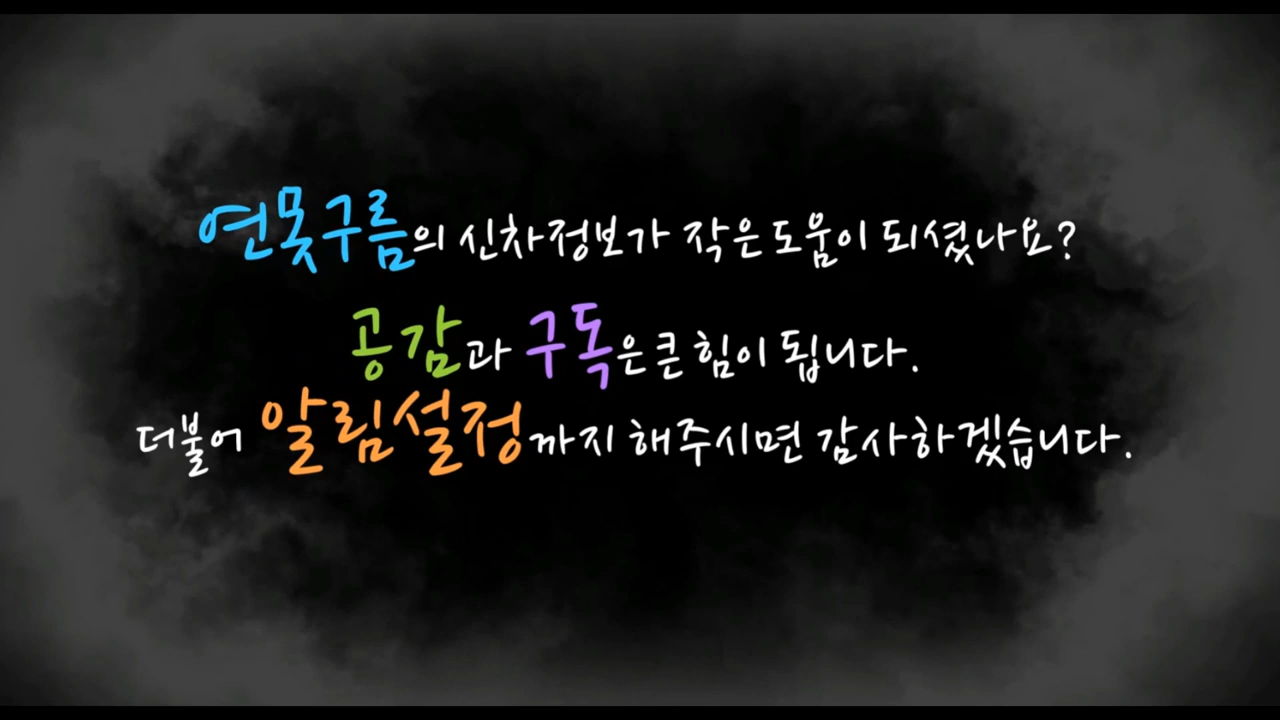 연못구름의 신차정보가 작은도움이 되셨나요?
공감과 구독은 큰 힘이 됩니다.
더불어 알림설정까지 해주시면 감사하겠습니다.